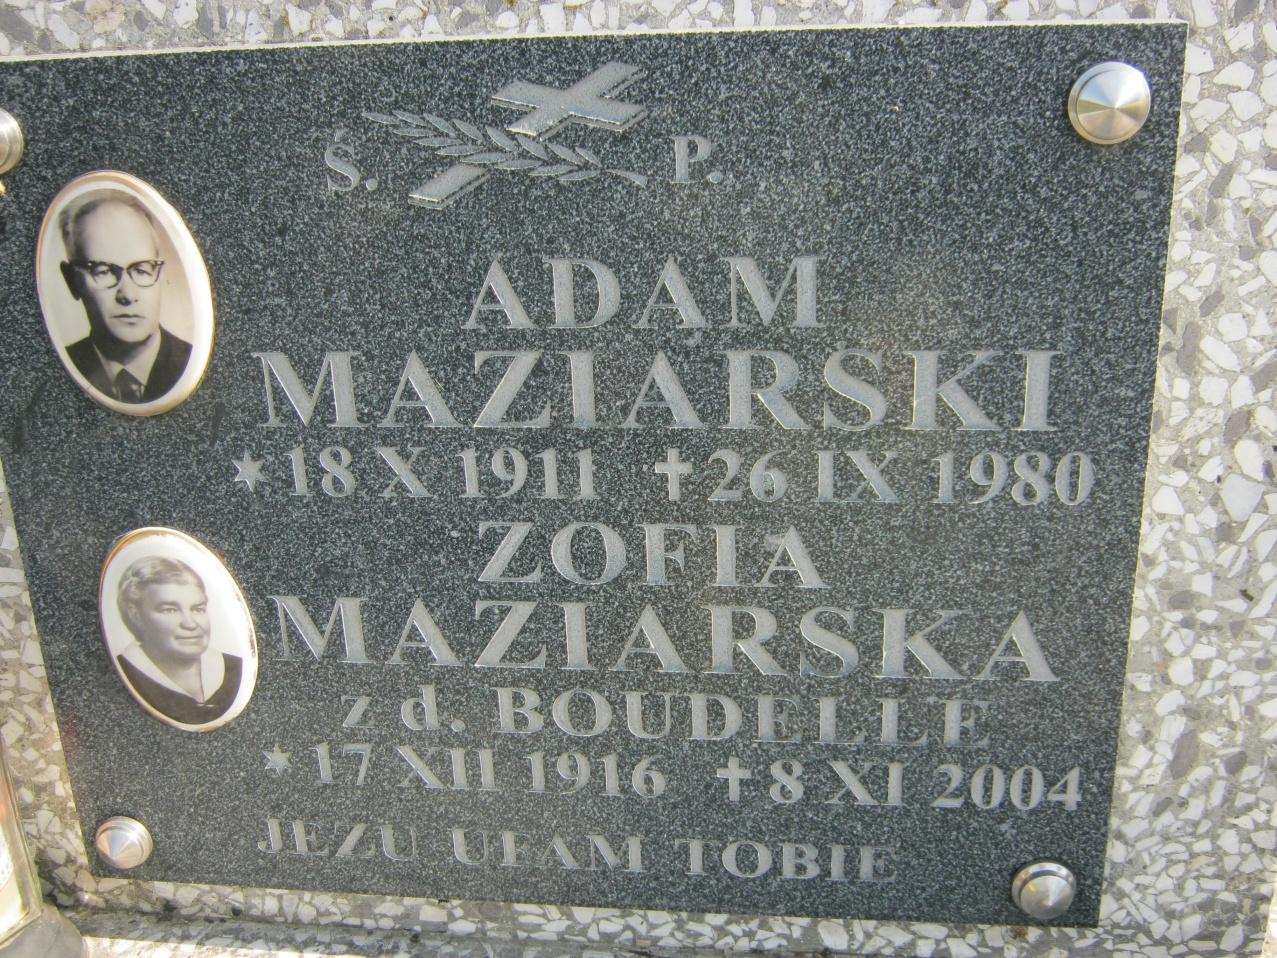 Ś. P.
ADAM
MAZIARSKI
* 18 X 1911 ✝ 26 IX 1980
ZOFIA
MAZIARSKA
z d. BOUDELLE
* 17 XII 1916 ✝ 8 XI 2004
JEZU UFAM TOBIE